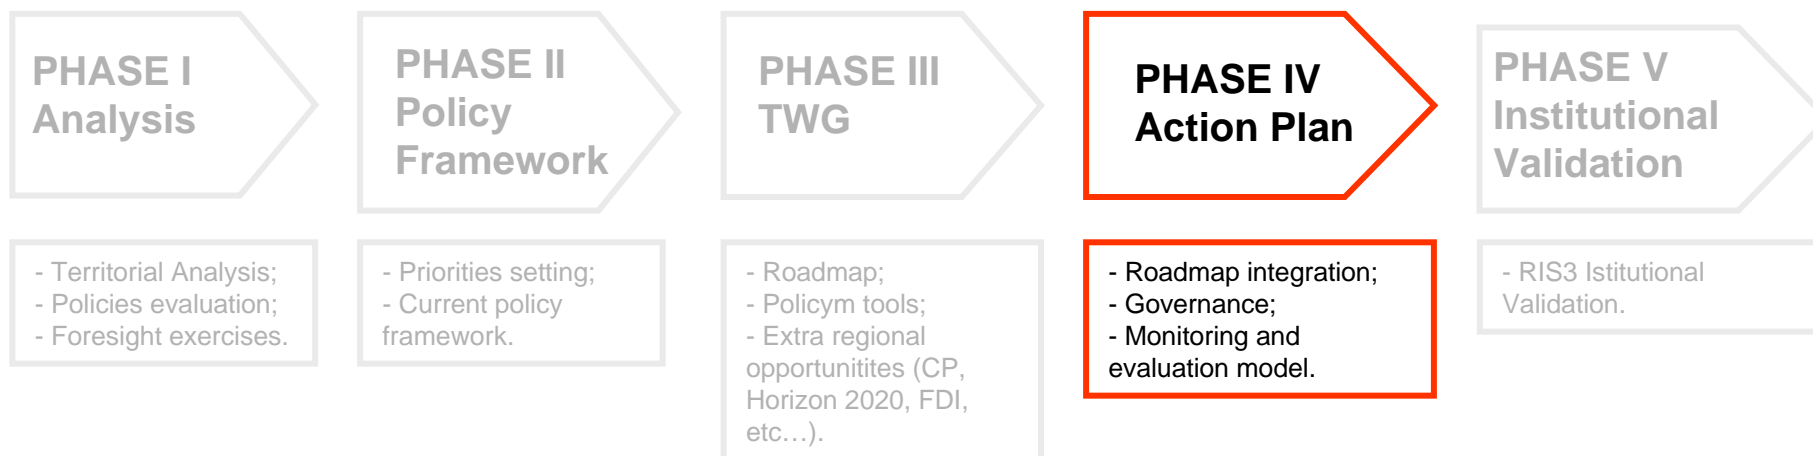 PHASE I
Analysis
PHASE II
Policy
Framework
PHASE III
TWG
PHASE IV
Action Plan
PHASE V
Institutional
Validation
- Territorial Analysis;
- Policies evaluation;
- Foresight exercises.
- Priorities setting;
- Current policy
framework.
- Roadmap;
- Policym tools;
- Extra regional
opportunitites (CP,
Horizon 2020, FDI,
etc…).
- Roadmap integration;
- Governance;
- Monitoring and
evaluation model.
- RIS3 Istitutional
Validation.